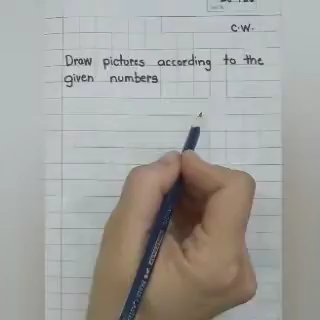 C.W.
Draw pictures according to the
given numbers